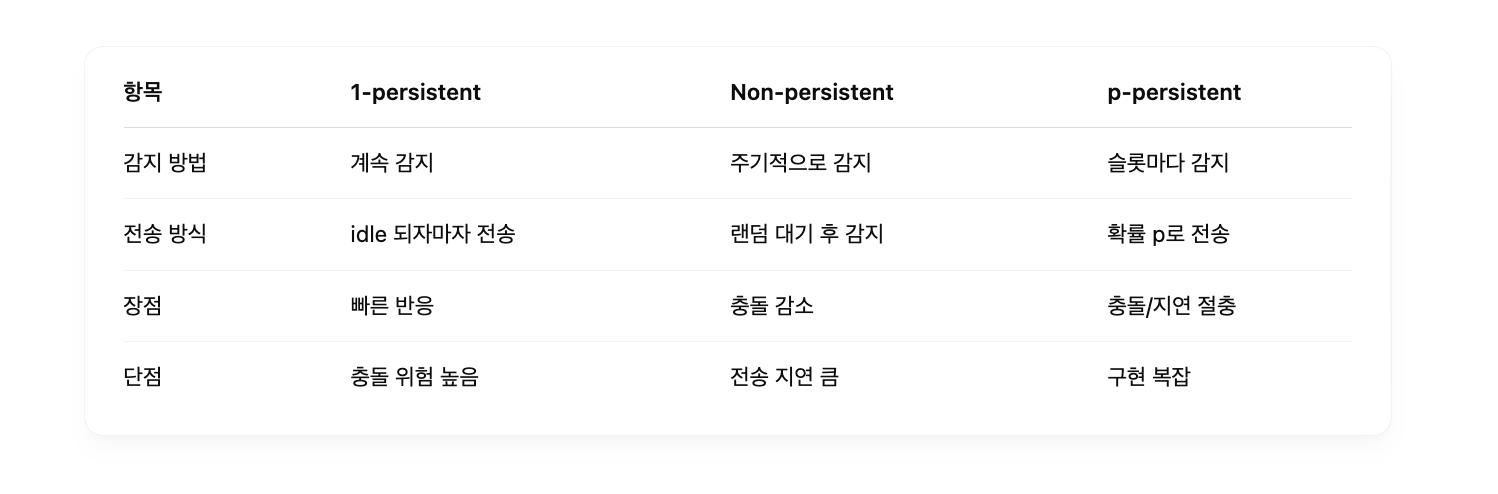 항목 1-persistent Non-persistent p-persistent
감지 방법 계속 감지 주기적으로 감지 슬롯마다 감지
전송 방식 idle 되자마자 전송 랜덤 대기 후 감지 확률 p로 전송
장점 빠른 반응 충돌 감소 충돌/지연 절충
단점 충돌 위험 높음 전송 지연 큼 구현 복잡